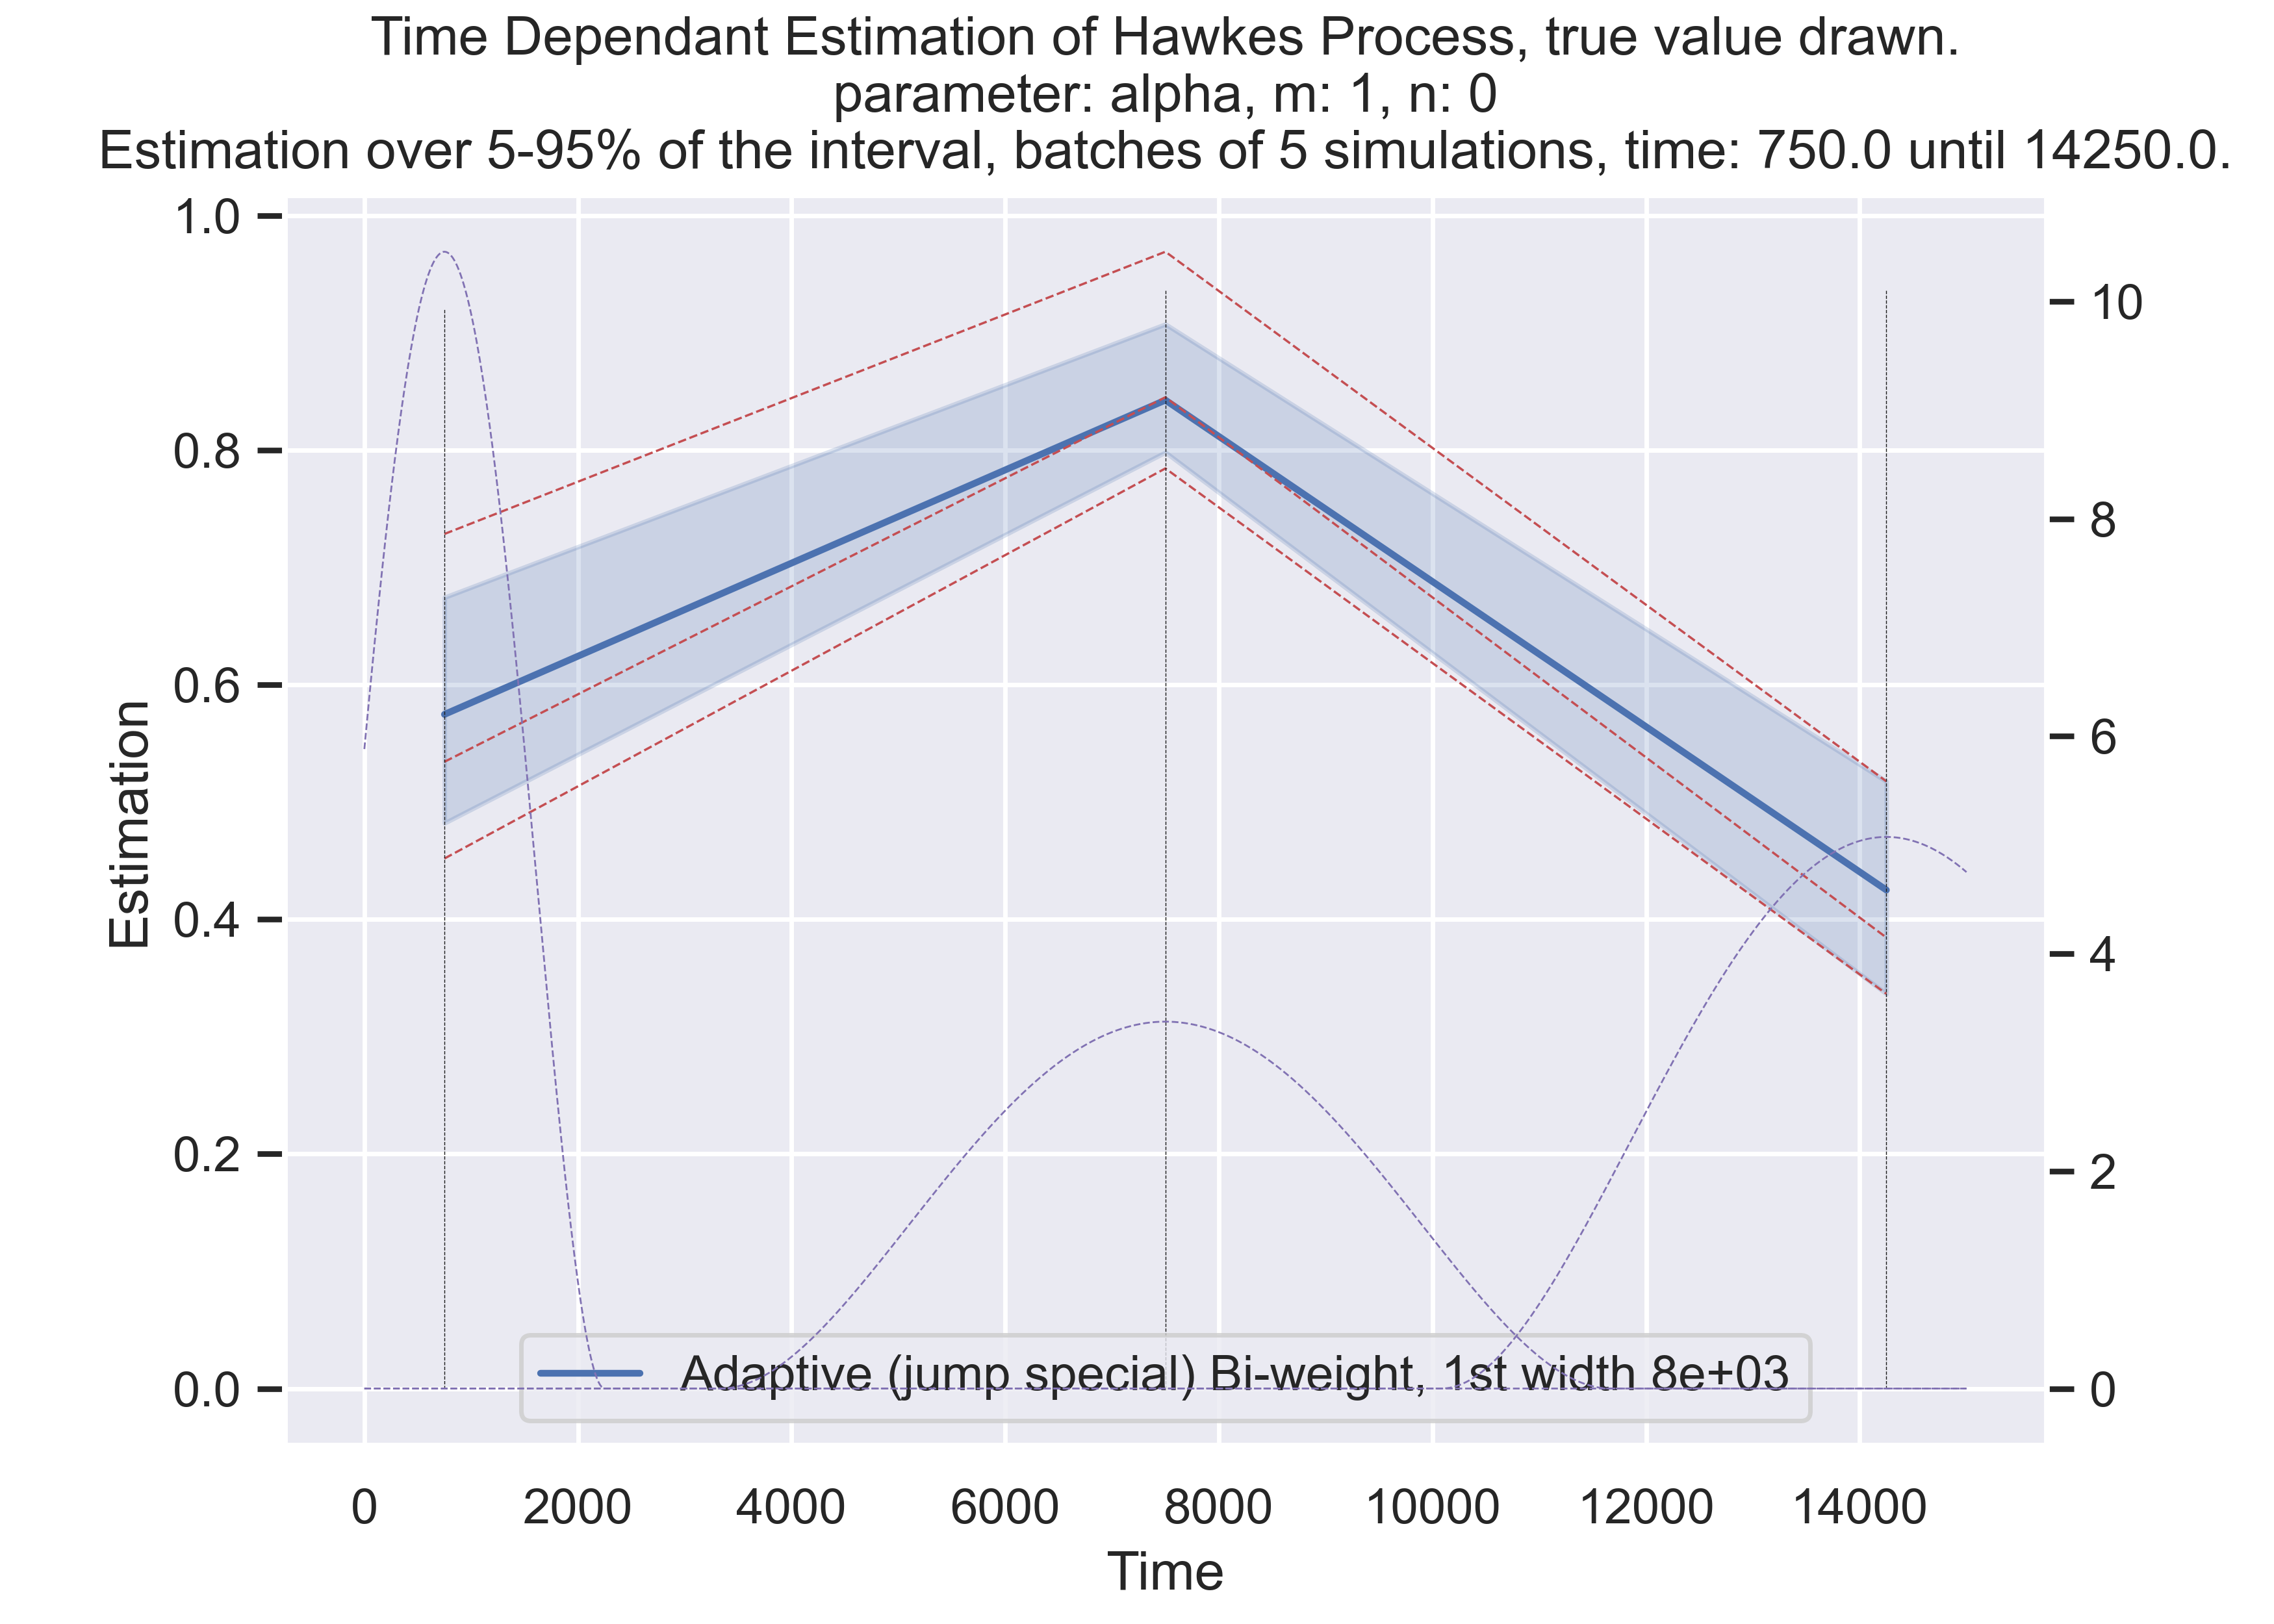 Time Dependant Estimation of Hawkes Process, true value drawn.
parameter: alpha, m: 1, n: 0
Estimation over 5-95% of the interval, batches of 5 simulations, time: 750.0 until 14250.0.
1.0
0.8
0.6
0.4
0.2
0.0
Estimation
10
8
6
4
2
0
Adaptive (jump special) Bi-weight, 1st width 8e+03
0 2000 4000 6000 8000 10000 12000 14000
Time